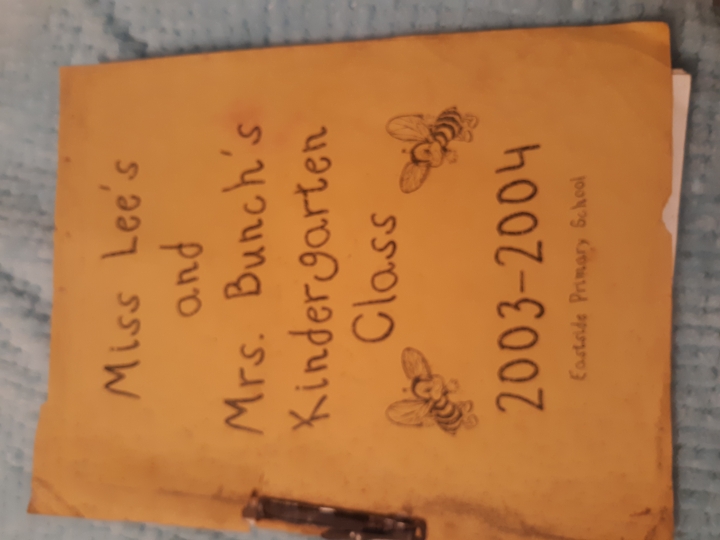 Miss Lee's
and
Mrs. Bunch's
Kindergarten
Class
2003-2004
Eastside Primary School